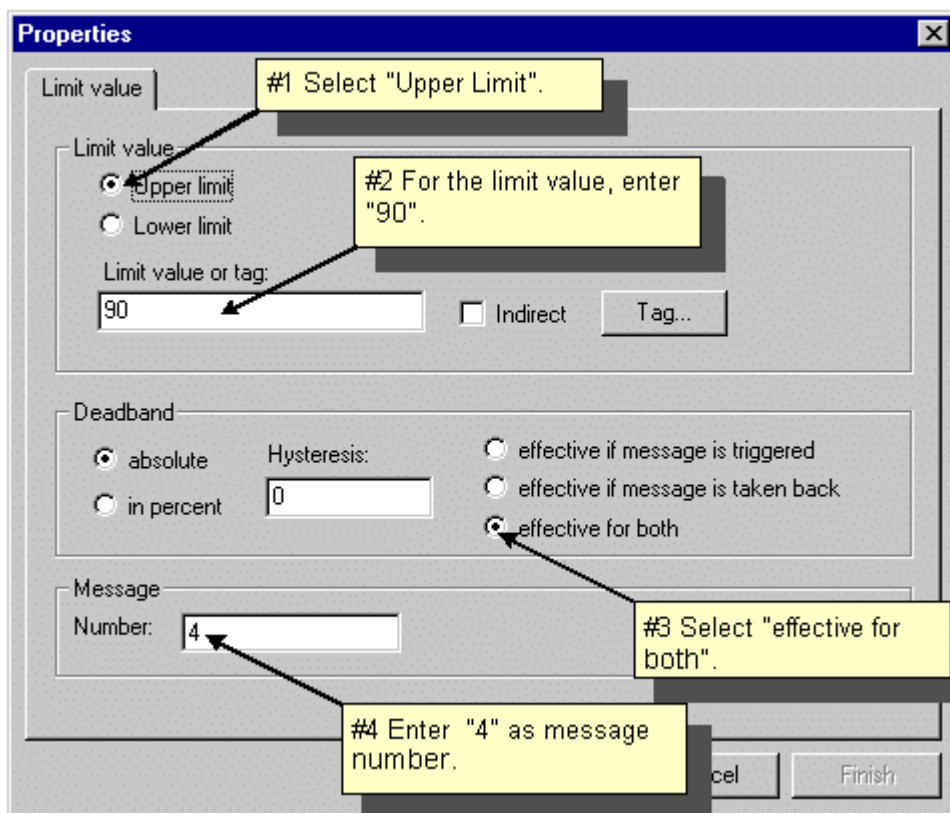 Properties
Limit value
#1 Select "Upper Limit".
Limit value
Upper limit
#2 For the limit value, enter
"90".
Lower limit
Limit value or tag:
90
Indirect
Tag...
Deadband
absolute
Hysteresis:
effective if message is triggered
in percent
0
effective if message is taken back
effective for both
Message
Number:
4
#3 Select "effective for
both".
#4 Enter "4" as message
number.
cel
Finish